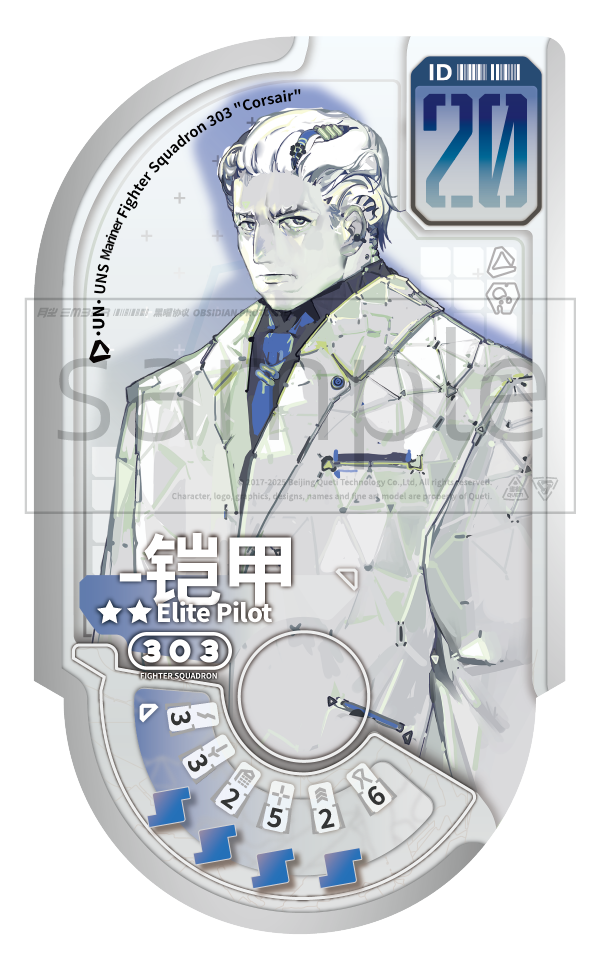 ID
20
UN · UNS Mariner Fighter Squadron 303 "Corsair"
OBSIDIAN
sample
©2017-2025 Beijing Queti Technology Co.,Ltd, All rights reserved.
Character, logo, graphics, designs, names and fine art model are property of Queti.
-铠甲
★★Elite Pilot
303
FIGHTER SQUADRON
3
3
2
5
2
6